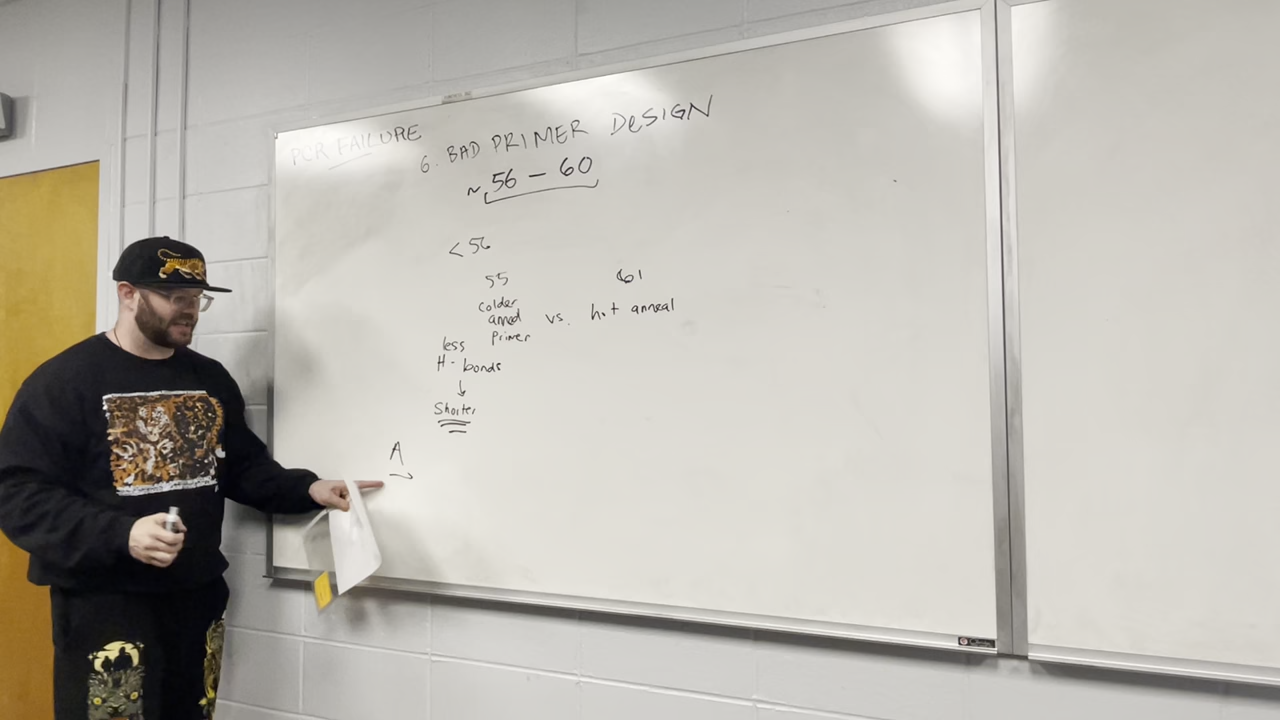 PCR FAILURE
6. BAD PRIMER DeSIGN
~ 56 – 60
< 56
55
61
colder
anneal
primer
vs.
hot anneal
less
H-bonds
↓
Shorter
A
→